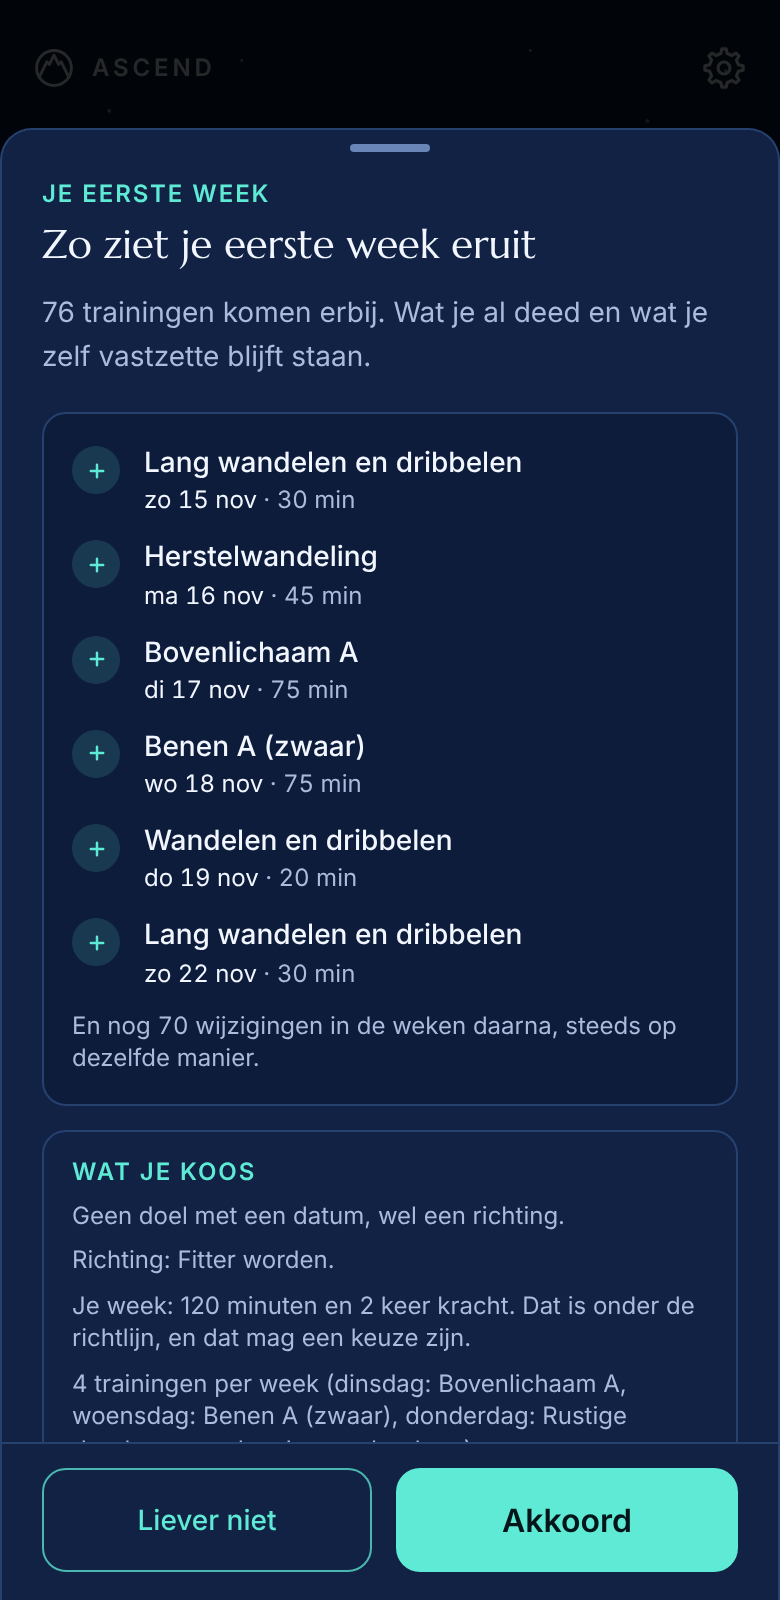 ASCEND
JE EERSTE WEEK
Zo ziet je eerste week eruit
76 trainingen komen erbij. Wat je al deed en wat je
zelf vastzette blijft staan.
Lang wandelen en dribbelen
zo 15 nov · 30 min
Herstelwandeling
ma 16 nov · 45 min
Bovenlichaam A
di 17 nov · 75 min
Benen A (zwaar)
wo 18 nov · 75 min
Wandelen en dribbelen
do 19 nov · 20 min
Lang wandelen en dribbelen
zo 22 nov · 30 min
En nog 70 wijzigingen in de weken daarna, steeds op
dezelfde manier.
WAT JE KOOS
Geen doel met een datum, wel een richting.
Richting: Fitter worden.
Je week: 120 minuten en 2 keer kracht. Dat is onder de
richtlijn, en dat mag een keuze zijn.
4 trainingen per week (dinsdag: Bovenlichaam A,
woensdag: Benen A (zwaar), donderdag: Rustige
Liever niet
Akkoord